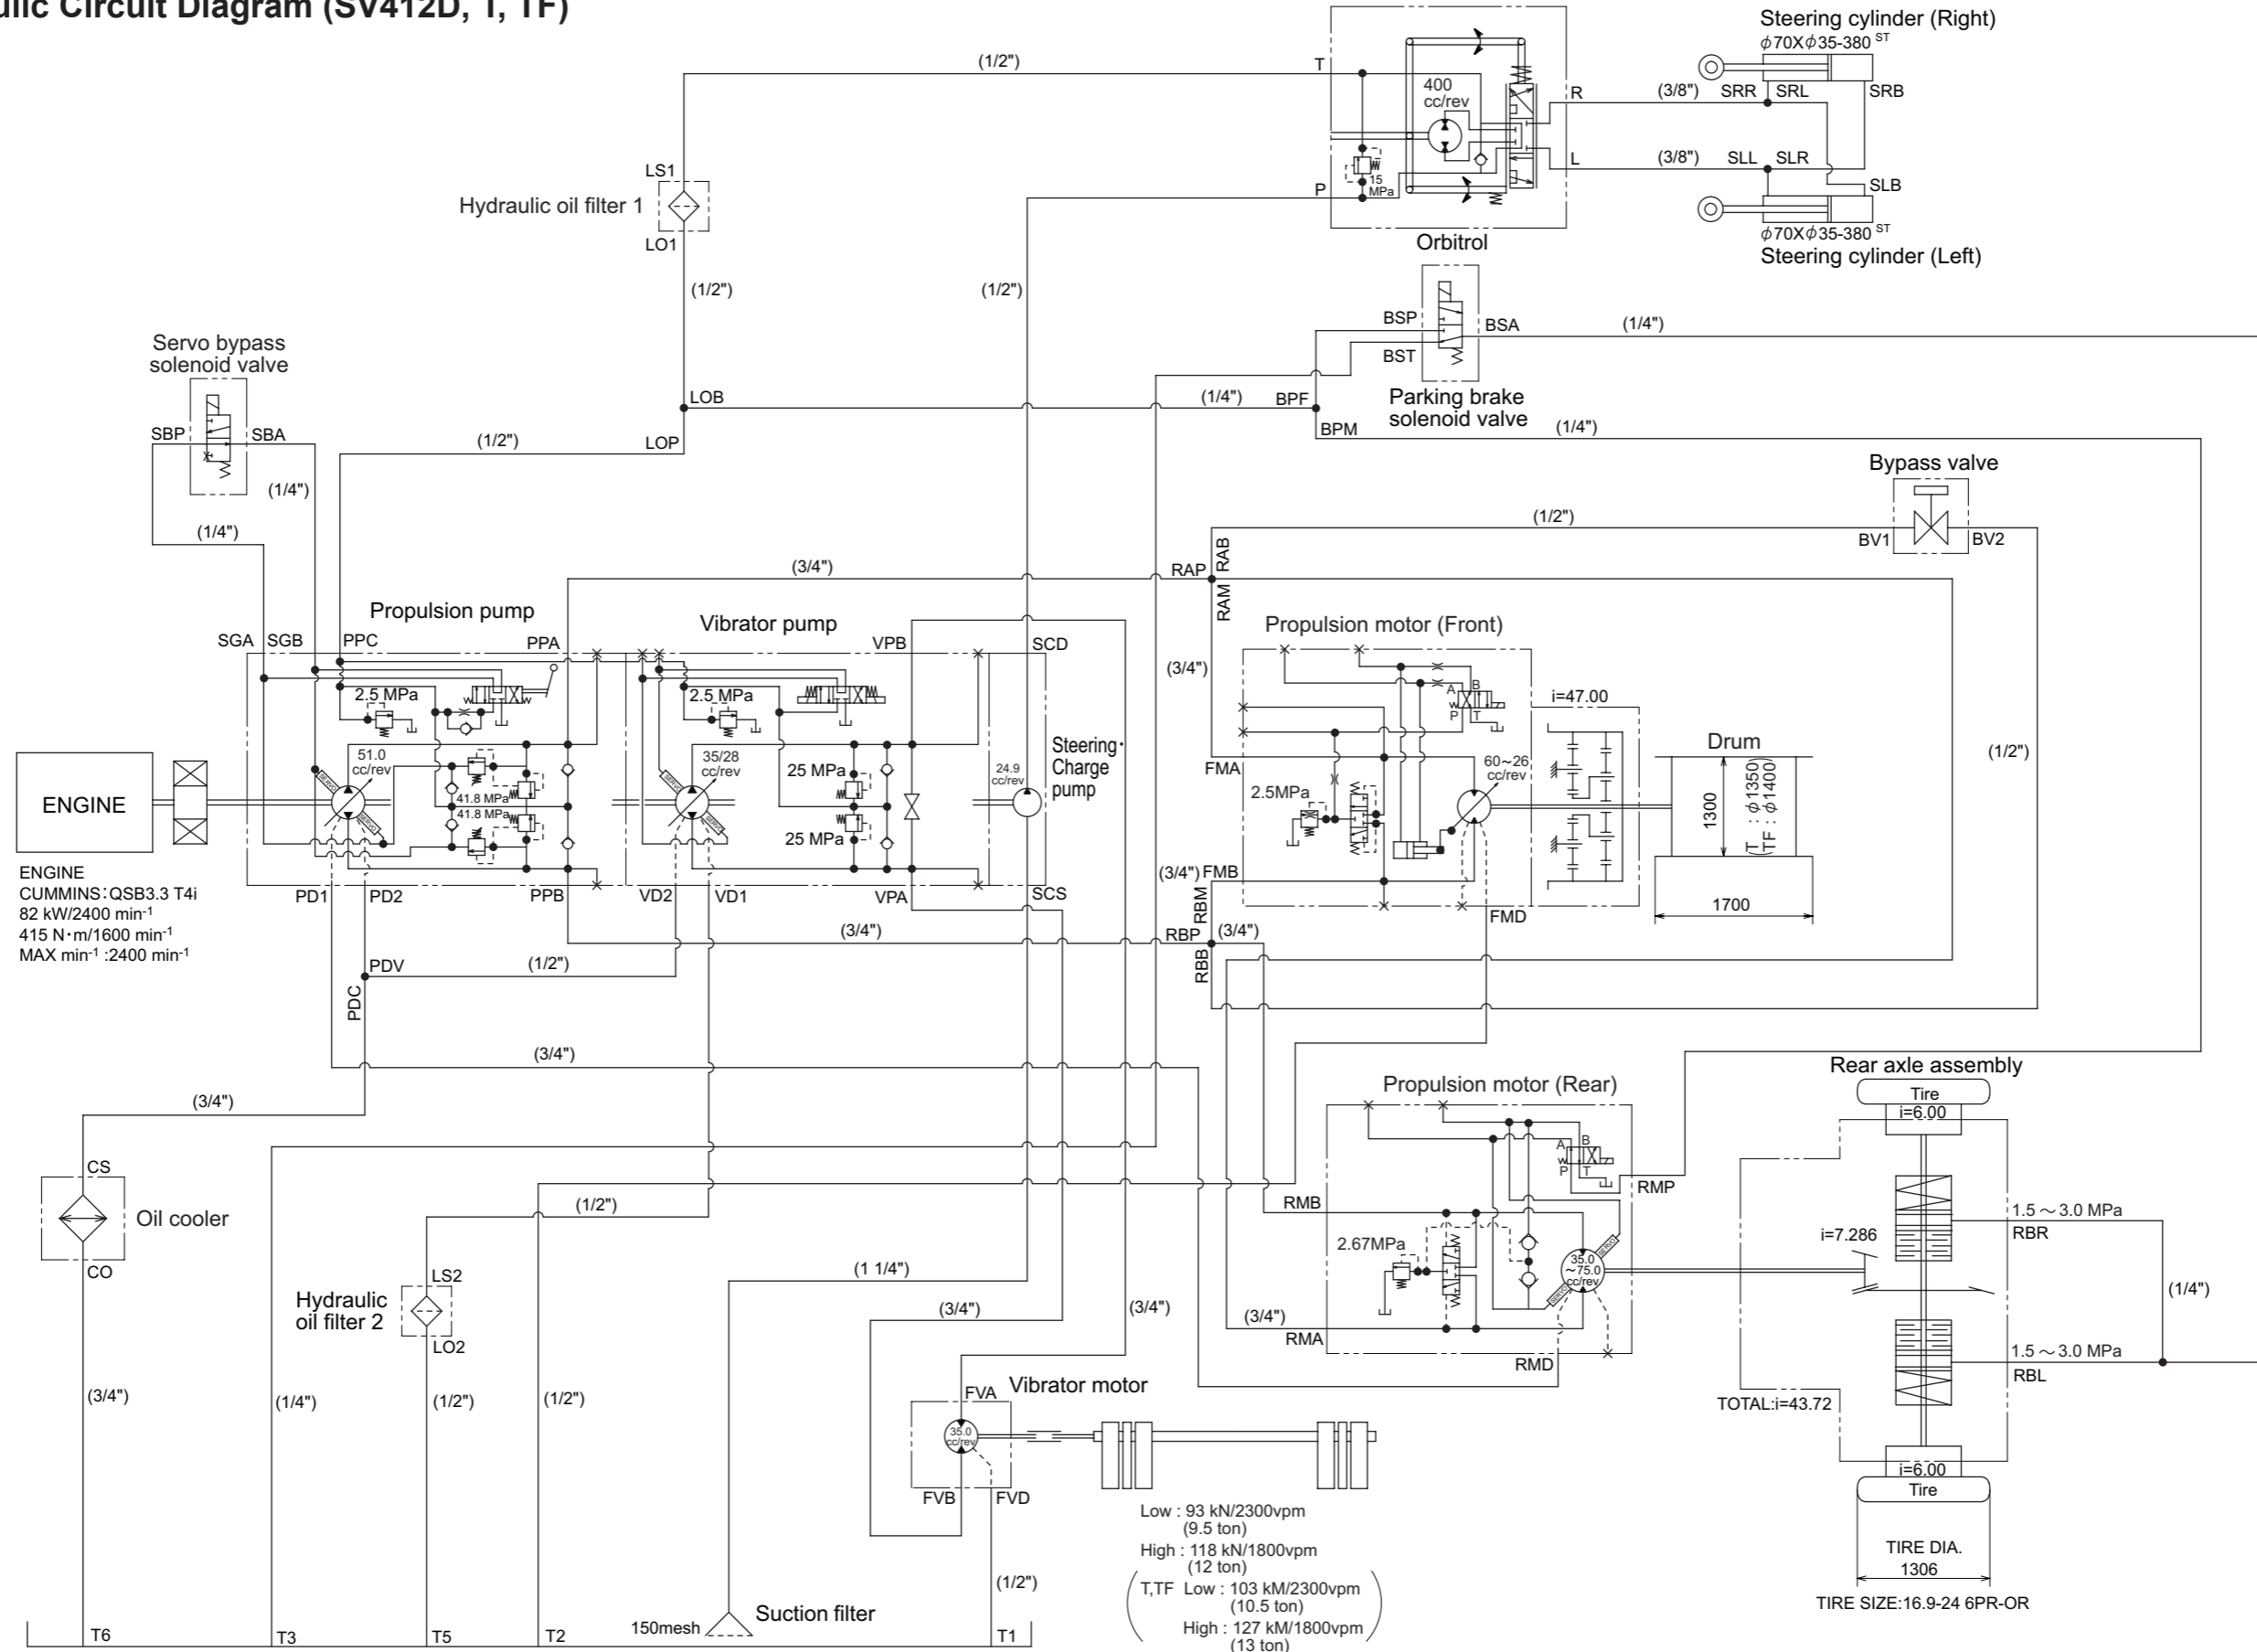 ulic Circuit Diagram (SV412D, T, TF)
Steering cylinder (Right)
φ70Xφ35-380 ST
(1/2")
T
400
cc/rev
R
(3/8")
SRR
SRL
SRB
15
MPa
L
(3/8")
SLL
SLR
P
SLB
φ70Xφ35-380 ST
Steering cylinder (Left)
Orbitrol
LS1
Hydraulic oil filter 1
LO1
(1/2")
(1/2")
BSP
BSA
(1/4")
BST
Parking brake
solenoid valve
Servo bypass
solenoid valve
LOB
(1/4")
BPF
SBP
SBA
(1/2")
LOP
BPM
(1/4")
(1/4")
(1/4")
Bypass valve
(1/2")
BV1
BV2
(3/4")
RAP
RAB
RAM
Propulsion pump
Vibrator pump
Propulsion motor (Front)
SGA
SGB
PPC
PPA
VPB
SCD
(3/4")
2.5 MPa
2.5 MPa
A
B
P
T
i=47.00
Steering・
Charge
pump
Drum
(1/2")
SERVO
51.0
cc/rev
SERVO
41.8 MPa
41.8 MPa
35/28
cc/rev
SERVO
SERVO
25 MPa
25 MPa
24.9
cc/rev
FMA
60~26
cc/rev
2.5MPa
1300
(T : φ1350)
(TF : φ1400)
ENGINE
ENGINE
CUMMINS:QSB3.3 T4i
82 kW/2400 min-1
415 N・m/1600 min-1
MAX min-1 :2400 min-1
PD1
PD2
PPB
VD2
VD1
VPA
SCS
(3/4")
FMB
RBM
FMD
1700
(3/4")
RBP
(3/4")
RBB
PDV
(1/2")
PDC
(3/4")
(3/4")
Propulsion motor (Rear)
Rear axle assembly
Tire
i=6.00
CS
Oil cooler
CO
A
B
P
T
RMP
(1/2")
RMB
2.67MPa
SERVO
35.0
~75.0
cc/rev
SERVO
i=7.286
1.5 ~ 3.0 MPa
RBR
(1/4")
(1 1/4")
LS2
Hydraulic
oil filter 2
LO2
(3/4")
(3/4")
(3/4")
RMA
RMD
1.5 ~ 3.0 MPa
RBL
(3/4")
(1/4")
(1/2")
(1/2")
FVA
Vibrator motor
TOTAL:i=43.72
35.0
cc/rev
FVB
FVD
i=6.00
Tire
Low : 93 kN/2300vpm
(9.5 ton)
High : 118 kN/1800vpm
(12 ton)
T,TF Low : 103 kM/2300vpm
(10.5 ton)
High : 127 kM/1800vpm
(13 ton)
TIRE DIA.
1306
TIRE SIZE:16.9-24 6PR-OR
(1/2")
150mesh
Suction filter
T6
T3
T5
T2
T1